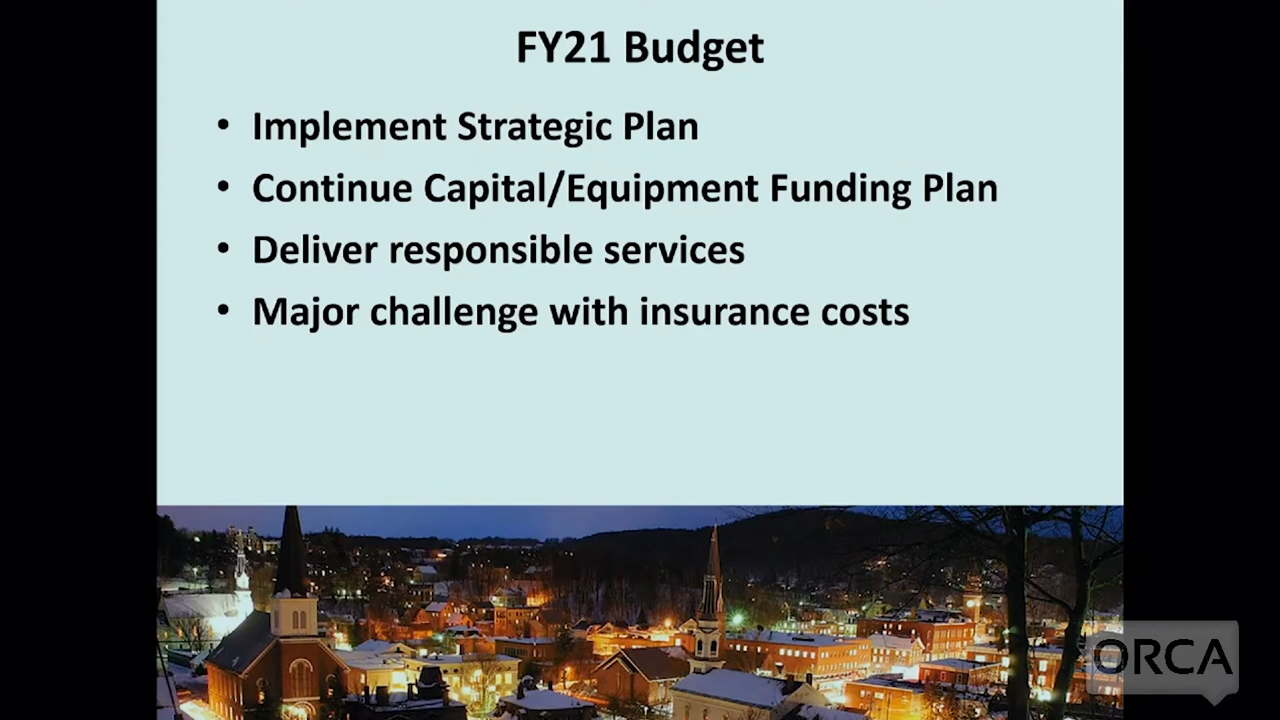 FY21 Budget
• Implement Strategic Plan
• Continue Capital/Equipment Funding Plan
• Deliver responsible services
• Major challenge with insurance costs
ORCA